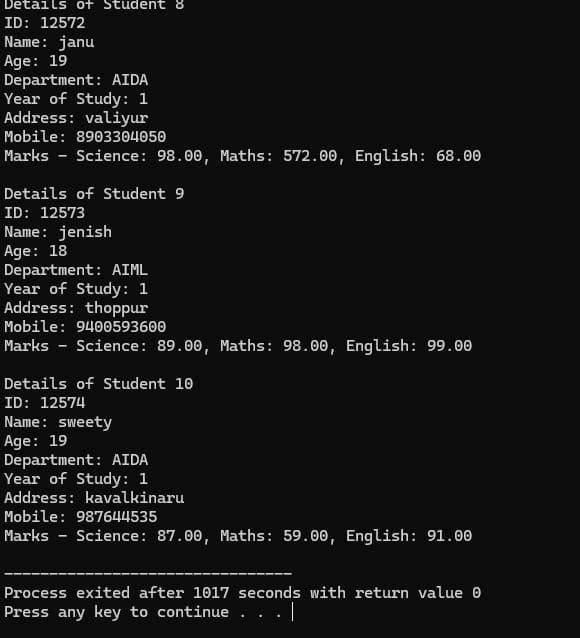 Details of Student 8
ID: 12572
Name: janu
Age: 19
Department: AIDA
Year of Study: 1
Address: valiyur
Mobile: 8903304050
Marks - Science: 98.00, Maths: 572.00, English: 68.00
Details of Student 9
ID: 12573
Name: jenish
Age: 18
Department: AIML
Year of Study: 1
Address: thoppur
Mobile: 9400593600
Marks - Science: 89.00, Maths: 98.00, English: 99.00
Details of Student 10
ID: 12574
Name: sweety
Age: 19
Department: AIDA
Year of Study: 1
Address: kavalkinaru
Mobile: 987644535
Marks - Science: 87.00, Maths: 59.00, English: 91.00
--------------------------------
Process exited after 1017 seconds with return value 0
Press any key to continue . . .